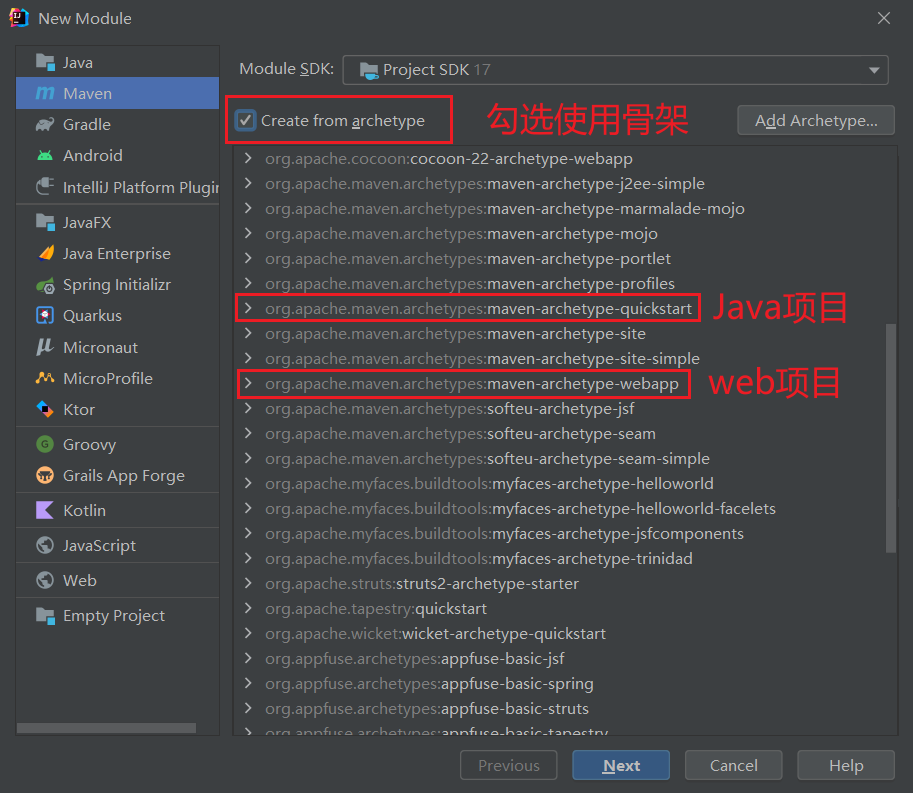 New Module
Java
Maven
Gradle
Android
IntelliJ Platform Plugin
JavaFX
Java Enterprise
Spring Initializr
Quarkus
Micronaut
MicroProfile
Ktor
Groovy
Grails App Forge
Kotlin
JavaScript
Web
Empty Project
Module SDK: Project SDK 17
Create from archetype 勾选使用骨架 Add Archetype...
org.apache.cocoon:cocoon-22-archetype-webapp
org.apache.maven.archetypes:maven-archetype-j2ee-simple
org.apache.maven.archetypes:maven-archetype-marmalade-mojo
org.apache.maven.archetypes:maven-archetype-mojo
org.apache.maven.archetypes:maven-archetype-portlet
org.apache.maven.archetypes:maven-archetype-profiles
org.apache.maven.archetypes:maven-archetype-quickstart Java项目
org.apache.maven.archetypes:maven-archetype-site
org.apache.maven.archetypes:maven-archetype-site-simple
org.apache.maven.archetypes:maven-archetype-webapp web项目
org.apache.maven.archetypes:softeu-archetype-jsf
org.apache.maven.archetypes:softeu-archetype-seam
org.apache.maven.archetypes:softeu-archetype-seam-simple
org.apache.myfaces.buildtools:myfaces-archetype-helloworld
org.apache.myfaces.buildtools:myfaces-archetype-helloworld-facelets
org.apache.myfaces.buildtools:myfaces-archetype-jsfcomponents
org.apache.myfaces.buildtools:myfaces-archetype-trinidad
org.apache.struts:struts2-archetype-starter
org.apache.tapestry:quickstart
org.apache.wicket:wicket-archetype-quickstart
org.appfuse.archetypes:appfuse-basic-jsf
org.appfuse.archetypes:appfuse-basic-spring
org.appfuse.archetypes:appfuse-basic-struts
org.appfuse.archetypes:appfuse-basic-tapestry
Previous Next Cancel Help